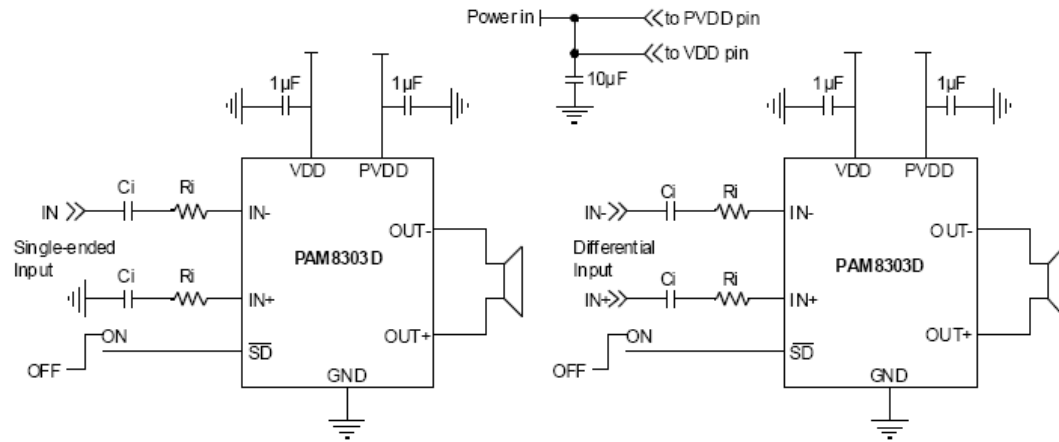 Power in
to PVDD pin
to VDD pin
10µF
1µF
1µF
VDD
PVDD
Ci
Ri
IN
IN-
OUT-
Single-ended
Input
PAM8303D
Ci
Ri
IN+
OUT+
ON
OFF
SD
GND
1µF
1µF
VDD
PVDD
Ci
Ri
IN-
IN-
OUT-
Differential
Input
PAM8303D
Ci
Ri
IN+
IN+
OUT+
ON
OFF
SD
GND